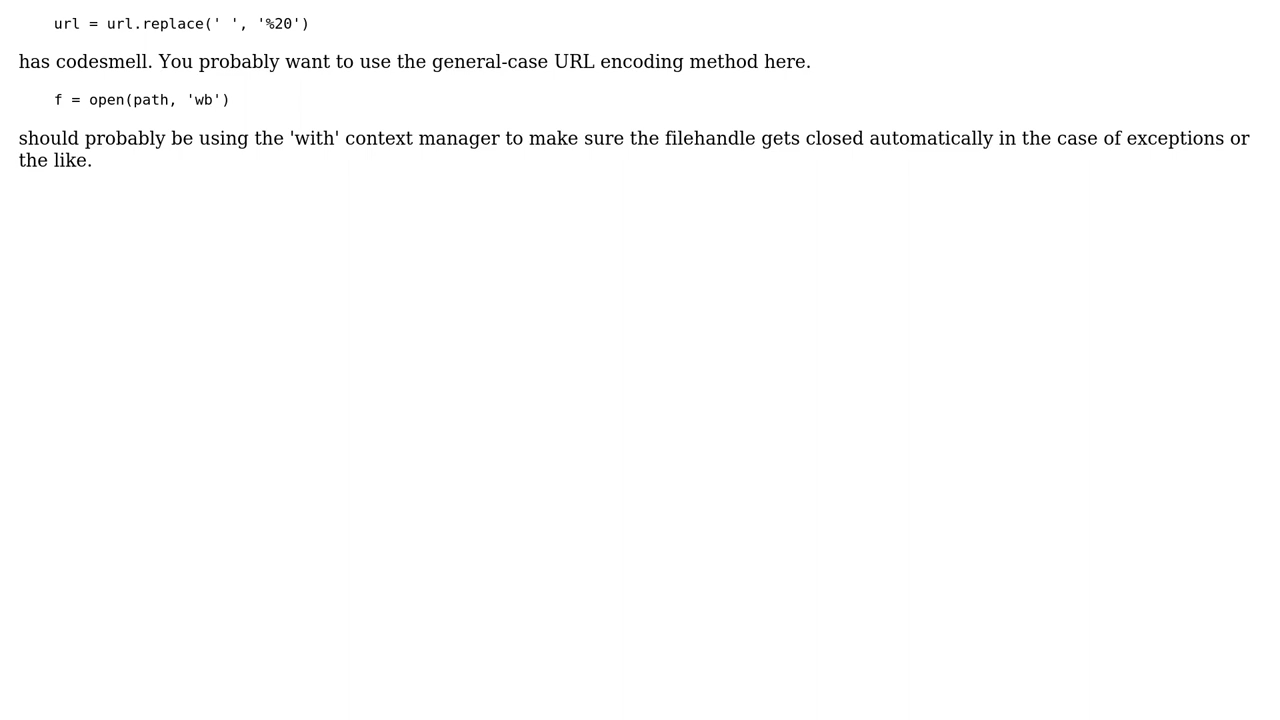 url = url.replace(' ', '%20')
has codesmell. You probably want to use the general-case URL encoding method here.
f = open(path, 'wb')
should probably be using the 'with' context manager to make sure the filehandle gets closed automatically in the case of exceptions or
the like.